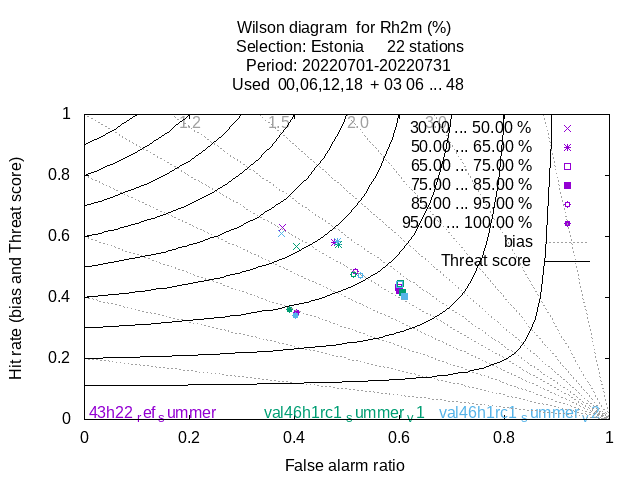 Wilson diagram for Rh2m (%)
Selection: Estonia 22 stations
Period: 20220701-20220731
Used 00,06,12,18 + 03 06 ... 48
1.2 1.5 2.0 3.0
30.00 ... 50.00 %
50.00 ... 65.00 %
65.00 ... 75.00 %
75.00 ... 85.00 %
85.00 ... 95.00 %
95.00 ... 100.00 %
bias
Threat score
Hit rate (bias and Threat score)
1
0.8
0.6
0.4
0.2
0
43h22_ref_summer val46h1rc1_summer_v1 val46h1rc1_summer_v2
0 0.2 0.4 0.6 0.8 1
False alarm ratio